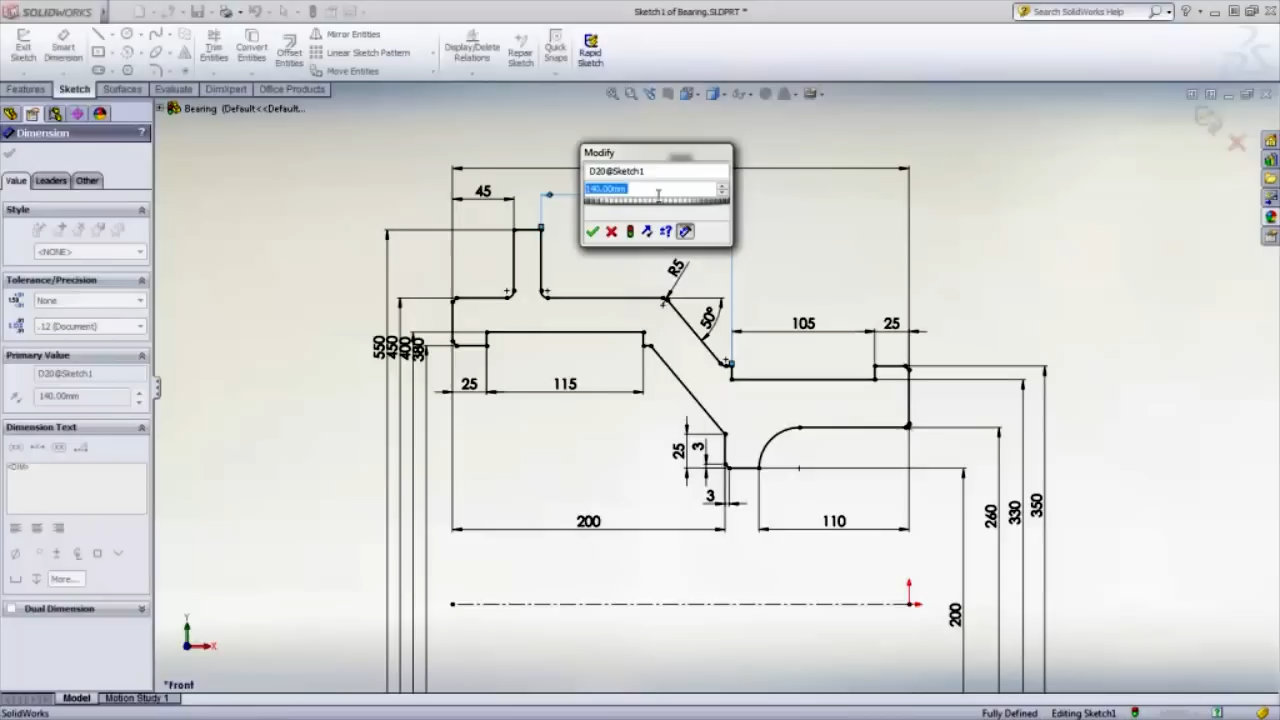 SOLIDWORKS
Sketch1 of Bearing.SLDPRT *
Search SolidWorks Help
Exit Sketch
Smart Dimension
Trim Entities
Convert Entities
Offset Entities
Mirror Entities
Linear Sketch Pattern
Move Entities
Display/Delete Relations
Repair Sketch
Quick Snaps
Rapid Sketch
Features
Sketch
Surfaces
Evaluate
DimXpert
Office Products
Bearing (Default<<Default...
Dimension
?
Value
Leaders
Other
Style
<NONE>
Tolerance/Precision
None
.12 (Document)
Primary Value
D20@Sketch1
140.00mm
Dimension Text
<DIM>
More...
Dual Dimension
Modify
D20@Sketch1
140.00mm
45
R5
50°
105
25
550
450
400
380
25
115
25
3
3
200
110
260
330
350
200
Y
X
*Front
Model
Motion Study 1
SolidWorks
Fully Defined
Editing Sketch1